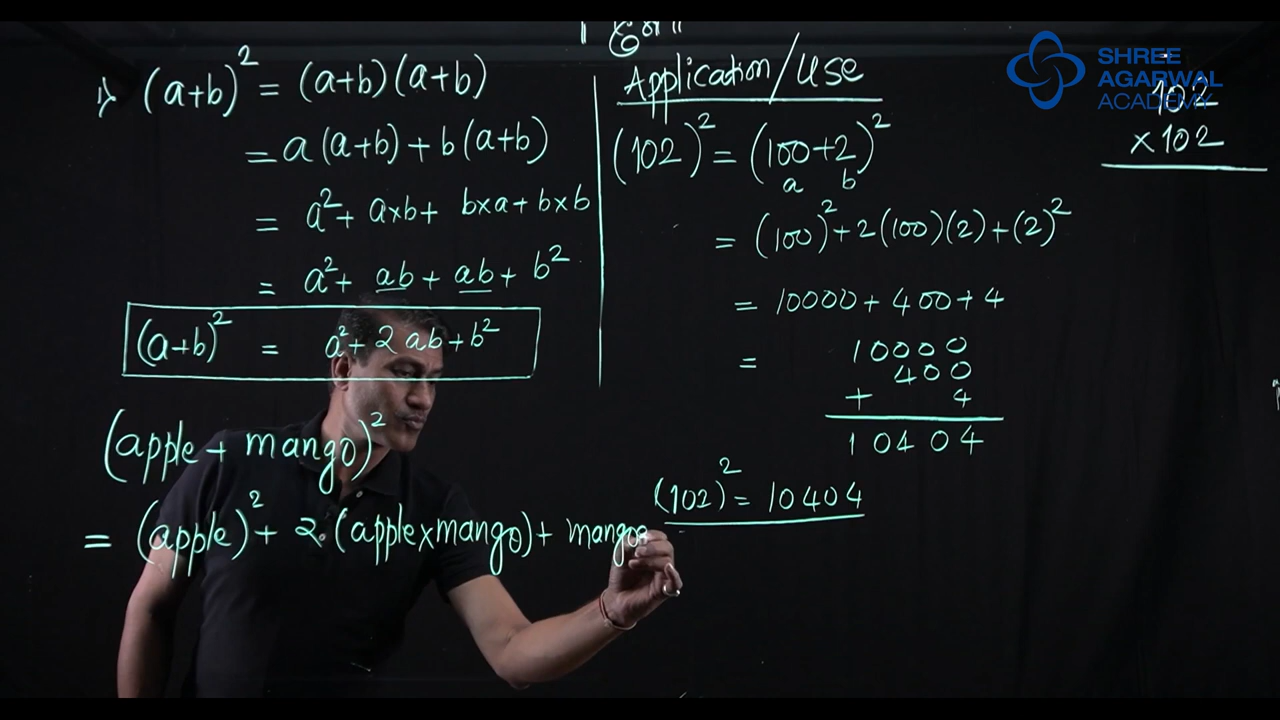 1) (a+b)² = (a+b)(a+b)
= a(a+b) + b(a+b)
= a² + a×b + b×a + b×b
= a² + ab + ab + b²
(a+b)² = a² + 2ab + b²
(apple + mango)²
= (apple)² + 2.(apple×mango) + mango
Application/Use
(102)² = (100+2)²
a b
= (100)² + 2(100)(2) + (2)²
= 10000 + 400 + 4
= 10000
400
+ 4
10404
(102)² = 10404
SHREE
AGARWAL
ACADEMY
102
×102